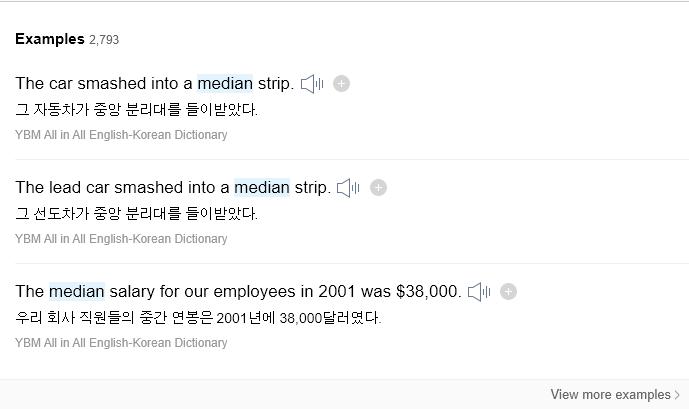 Examples 2,793
The car smashed into a median strip.
그 자동차가 중앙 분리대를 들이받았다.
YBM All in All English-Korean Dictionary
The lead car smashed into a median strip.
그 선도차가 중앙 분리대를 들이받았다.
YBM All in All English-Korean Dictionary
The median salary for our employees in 2001 was $38,000.
우리 회사 직원들의 중간 연봉은 2001년에 38,000달러였다.
YBM All in All English-Korean Dictionary
View more examples